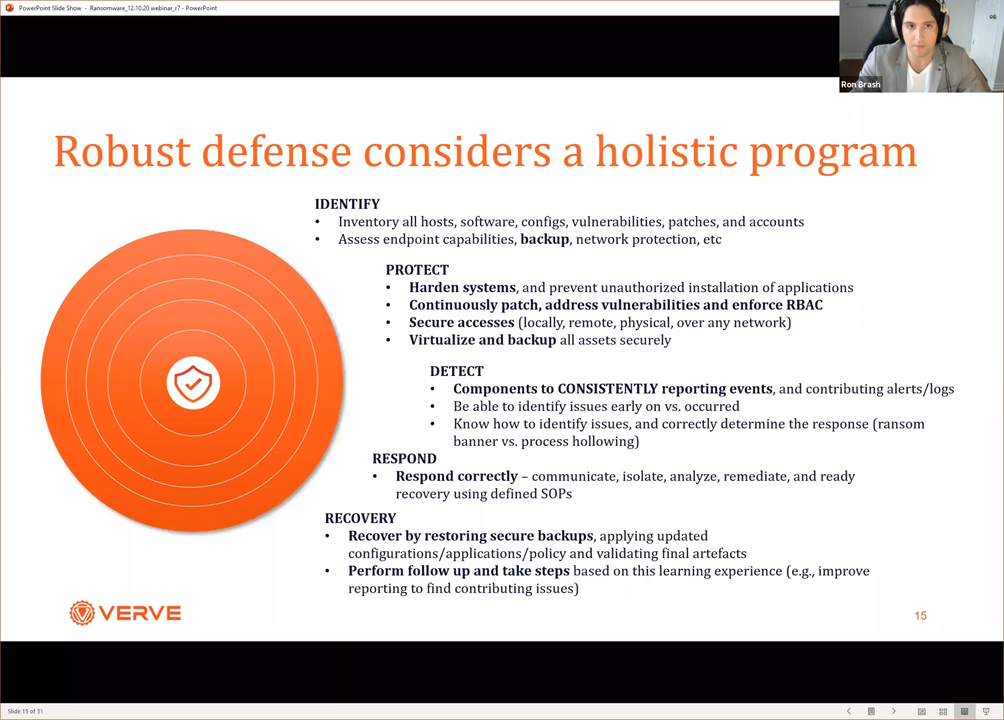 PowerPoint Slide Show - Ransomware_12.10.20 webinar_r7 - PowerPoint
Ron Brash
Robust defense considers a holistic program
IDENTIFY
• Inventory all hosts, software, configs, vulnerabilities, patches, and accounts
• Assess endpoint capabilities, backup, network protection, etc
PROTECT
• Harden systems, and prevent unauthorized installation of applications
• Continuously patch, address vulnerabilities and enforce RBAC
• Secure accesses (locally, remote, physical, over any network)
• Virtualize and backup all assets securely
DETECT
• Components to CONSISTENTLY reporting events, and contributing alerts/logs
• Be able to identify issues early on vs. occurred
• Know how to identify issues, and correctly determine the response (ransom
banner vs. process hollowing)
RESPOND
• Respond correctly – communicate, isolate, analyze, remediate, and ready
recovery using defined SOPs
RECOVERY
• Recover by restoring secure backups, applying updated
configurations/applications/policy and validating final artefacts
• Perform follow up and take steps based on this learning experience (e.g., improve
reporting to find contributing issues)
VERVE
15
Slide 15 of 31